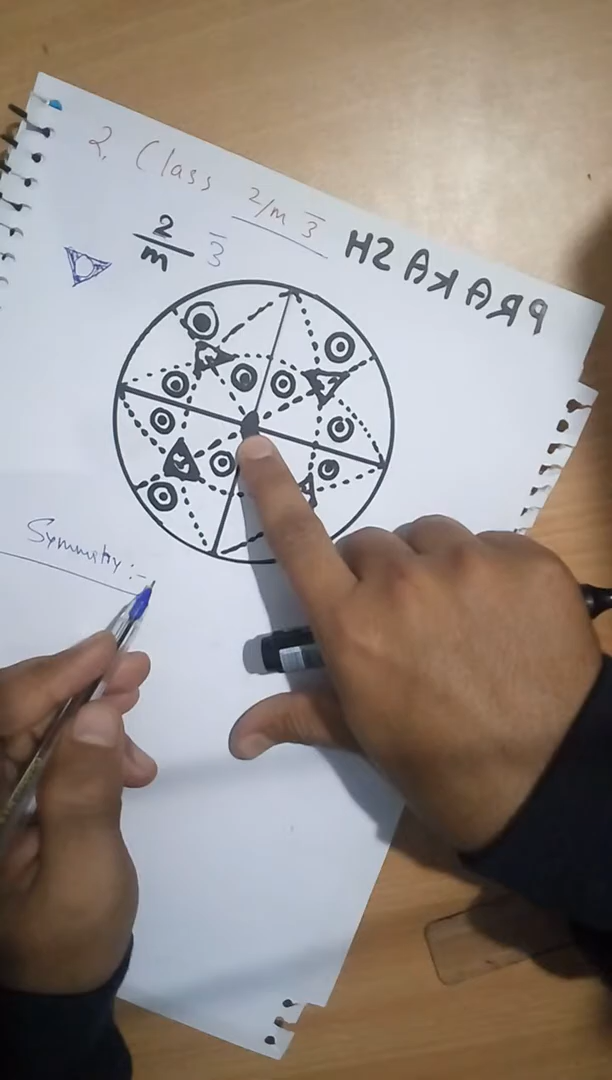 2. Class 2/m 3̅
2/m 3̅
PRAKASH
Symmetry :-